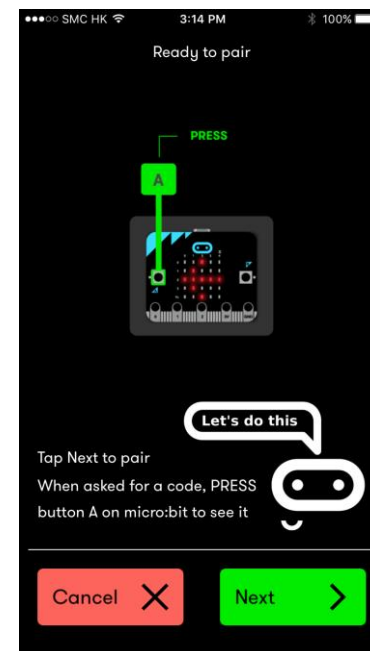 SMC HK 3:14 PM 100%
Ready to pair
PRESS
A
Let's do this
Tap Next to pair
When asked for a code, PRESS
button A on micro:bit to see it
Cancel Next